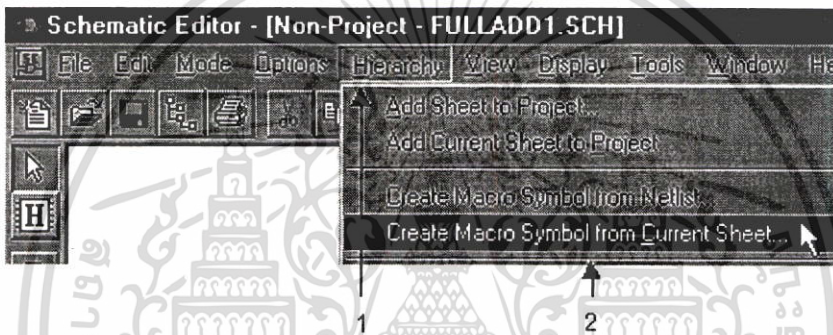 Schematic Editor - [Non-Project - FULLADD1.SCH]
File Edit Mode Options Hierarchy View Display Tools Window
Add Sheet to Project...
Add Current Sheet to Project
Create Macro Symbol from Netlist...
Create Macro Symbol from Current Sheet...
H
1 2